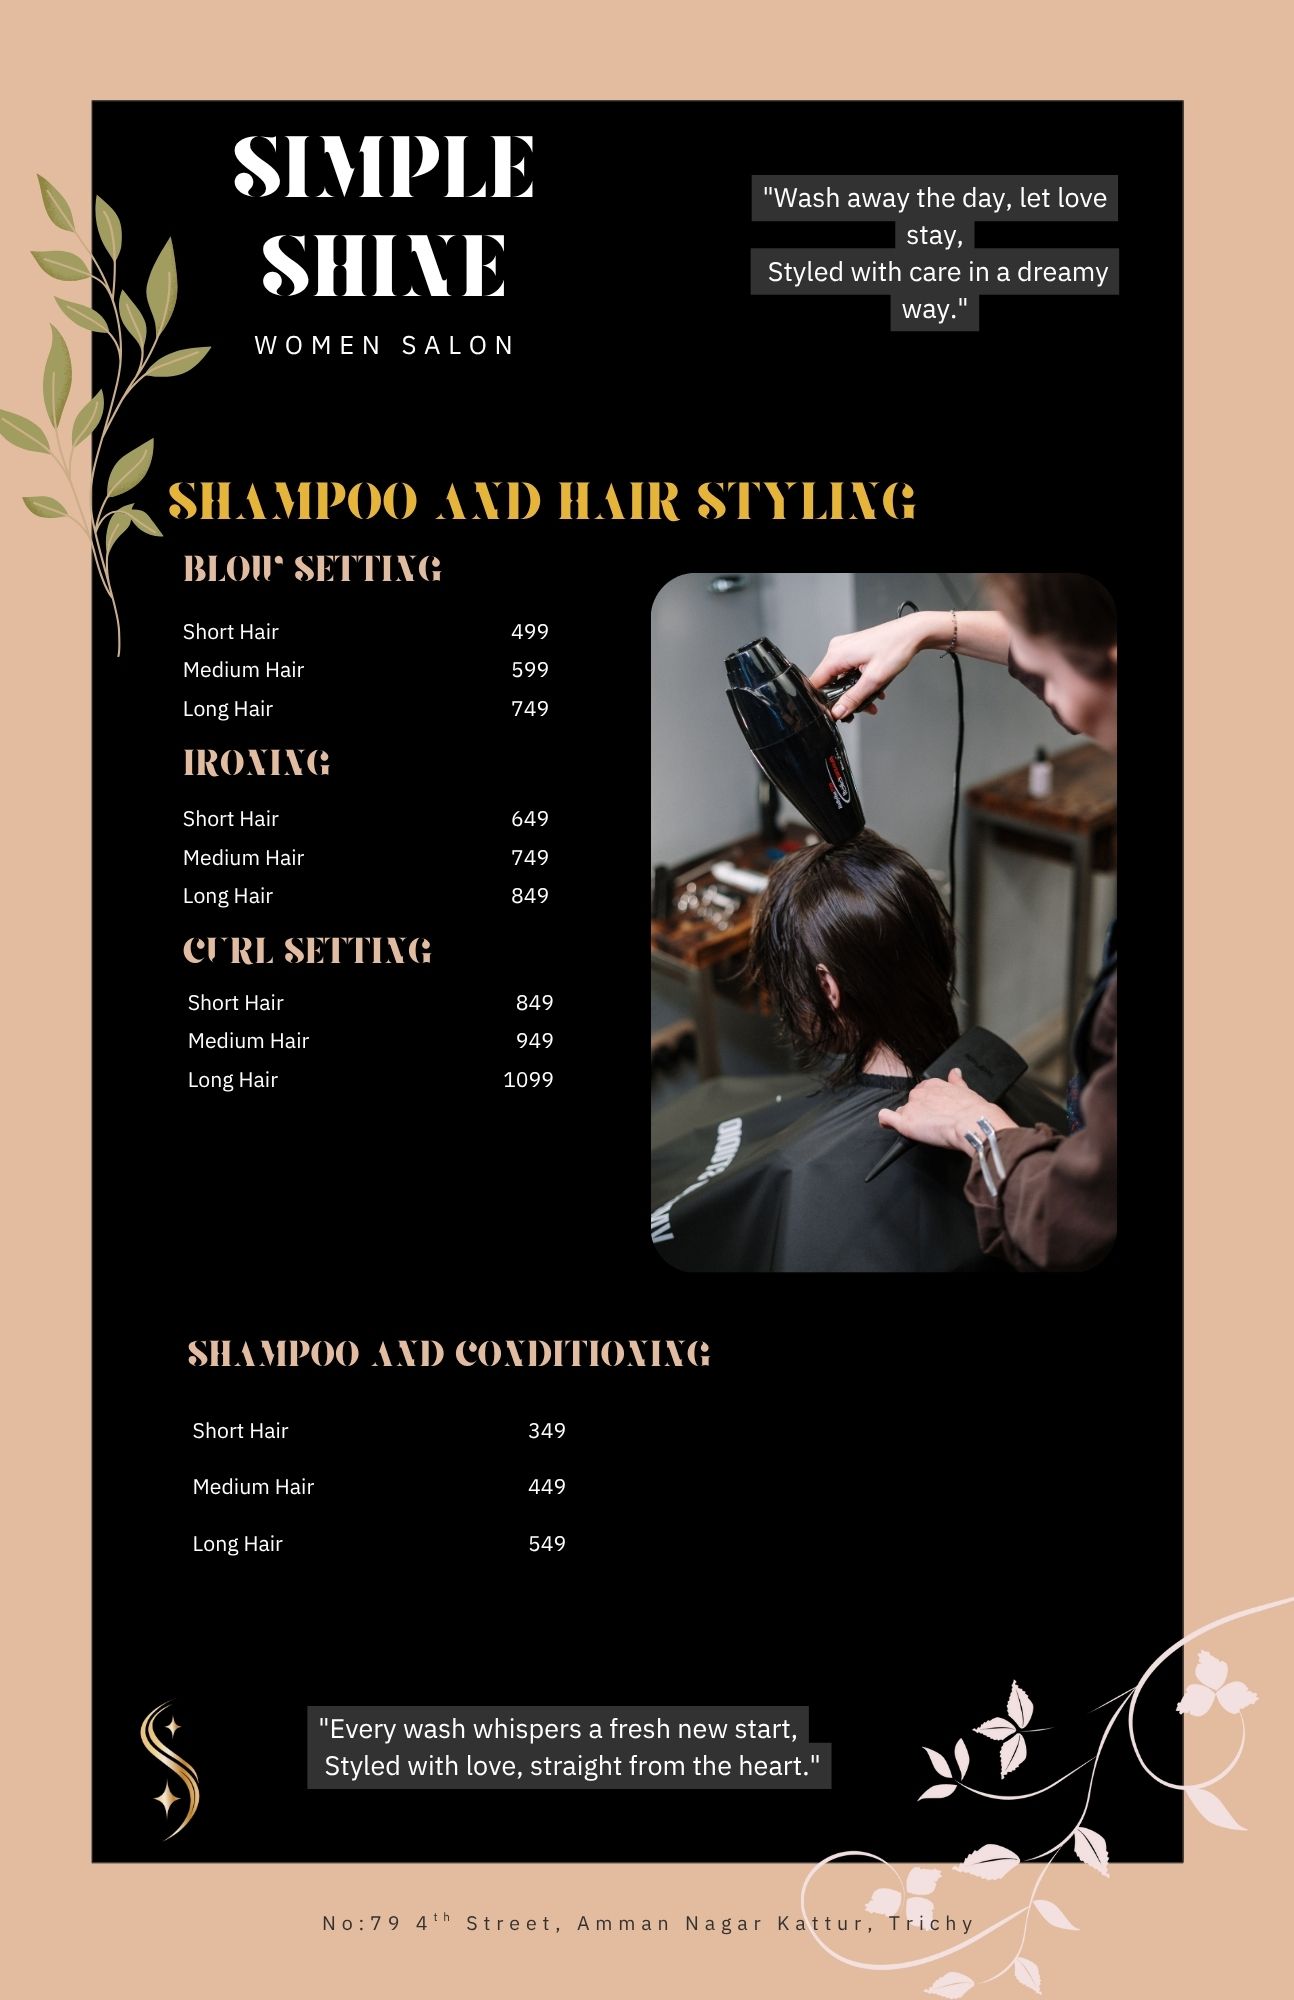 SIMPLE
SHINE
WOMEN SALON
"Wash away the day, let love
stay,
Styled with care in a dreamy
way."
SHAMPOO AND HAIR STYLING
BLOW SETTING
Short Hair 499
Medium Hair 599
Long Hair 749
IRONING
Short Hair 649
Medium Hair 749
Long Hair 849
CURL SETTING
Short Hair 849
Medium Hair 949
Long Hair 1099
SHAMPOO AND CONDITIONING
Short Hair 349
Medium Hair 449
Long Hair 549
"Every wash whispers a fresh new start,
Styled with love, straight from the heart."
No:79 4th Street, Amman Nagar Kattur, Trichy